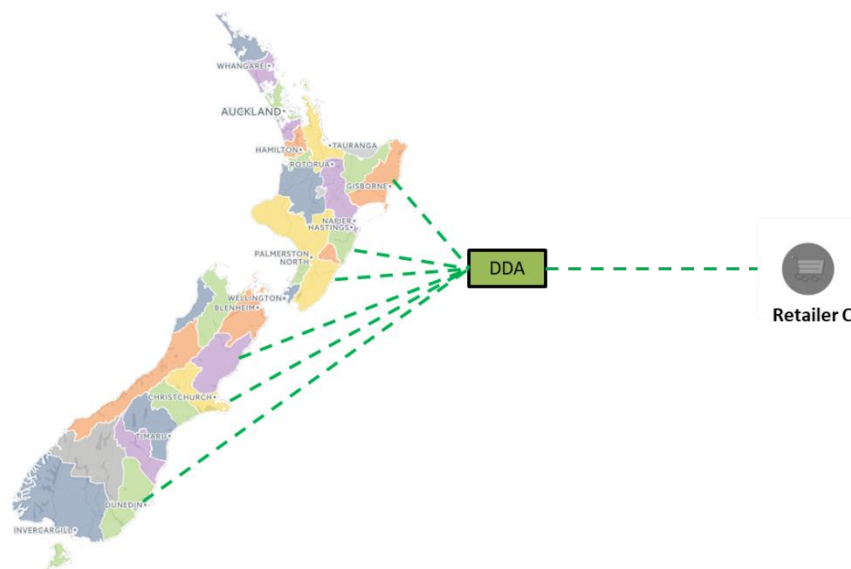 WHANGAREI
AUCKLAND
HAMILTON
TAURANGA
ROTORUA
GISBORNE
NAPIER
HASTINGS
PALMERSTON
NORTH
WELLINGTON
BLENHEIM
CHRISTCHURCH
TIMARU
DUNEDIN
INVERCARGILL
DDA
Retailer C